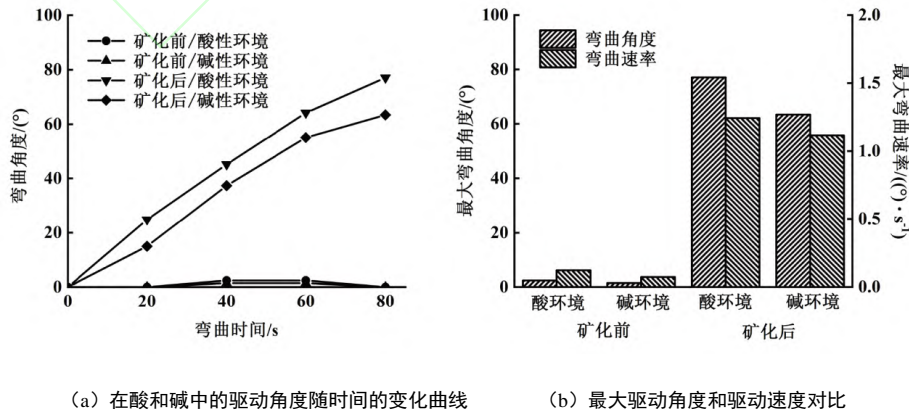 100
80
60
40
20
0
弯曲角度/(°)
矿化前/酸性环境
矿化前/碱性环境
矿化后/酸性环境
矿化后/碱性环境
0
20
40
60
80
弯曲时间/s
100
80
60
40
20
0
最大弯曲角度/(°)
弯曲角度
弯曲速率
2.0
1.5
1.0
0.5
0.0
最大弯曲速率/((°)·s⁻¹)
酸环境 碱环境 酸环境 碱环境
矿化前 矿化后
(a)在酸和碱中的驱动角度随时间的变化曲线
(b)最大驱动角度和驱动速度对比